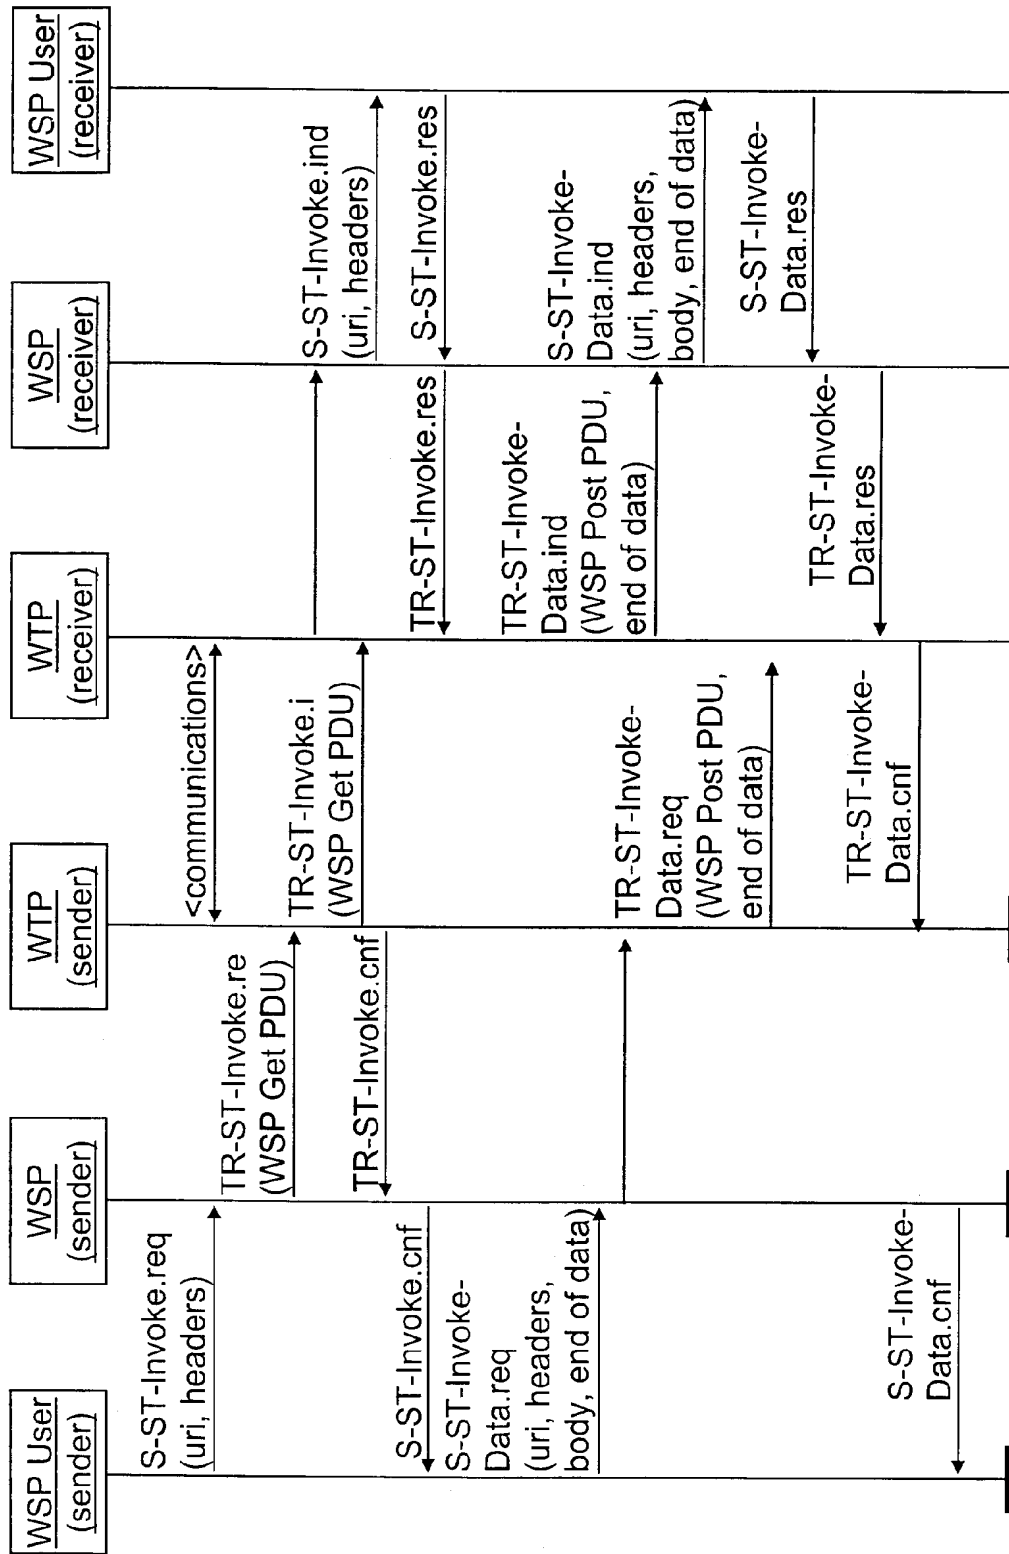 WSP User
(sender)
WSP
(sender)
WTP
(sender)
WTP
(receiver)
WSP
(receiver)
WSP User
(receiver)
S-ST-Invoke.req
(uri, headers)
TR-ST-Invoke.re
(WSP Get PDU)
<communications>
TR-ST-Invoke.i
(WSP Get PDU)
S-ST-Invoke.ind
(uri, headers)
S-ST-Invoke.res
TR-ST-Invoke.res
TR-ST-Invoke.cnf
S-ST-Invoke.cnf
S-ST-Invoke-
Data.req
(uri, headers,
body, end of data)
TR-ST-Invoke-
Data.req
(WSP Post PDU,
end of data)
TR-ST-Invoke-
Data.ind
(WSP Post PDU,
end of data)
S-ST-Invoke-
Data.ind
(uri, headers,
body, end of data)
S-ST-Invoke-
Data.res
TR-ST-Invoke-
Data.res
TR-ST-Invoke-
Data.cnf
S-ST-Invoke-
Data.cnf